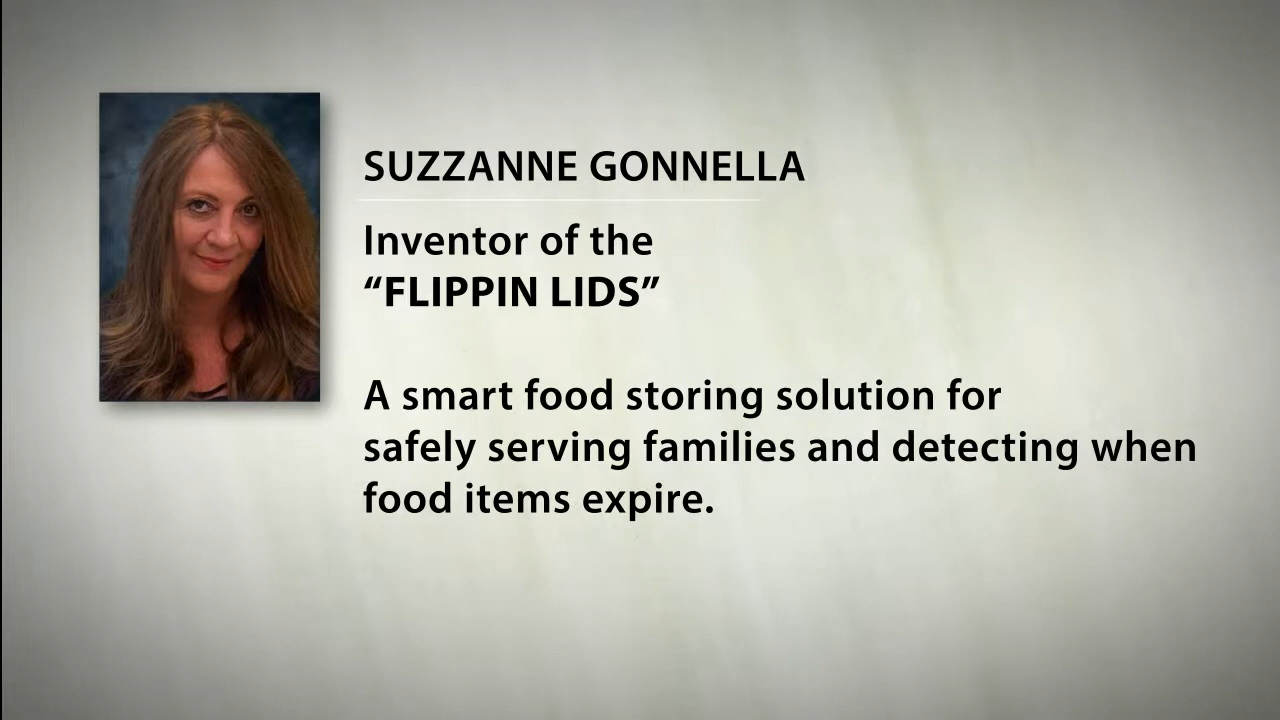 SUZZANNE GONNELLA
Inventor of the
“FLIPPIN LIDS”
A smart food storing solution for
safely serving families and detecting when
food items expire.